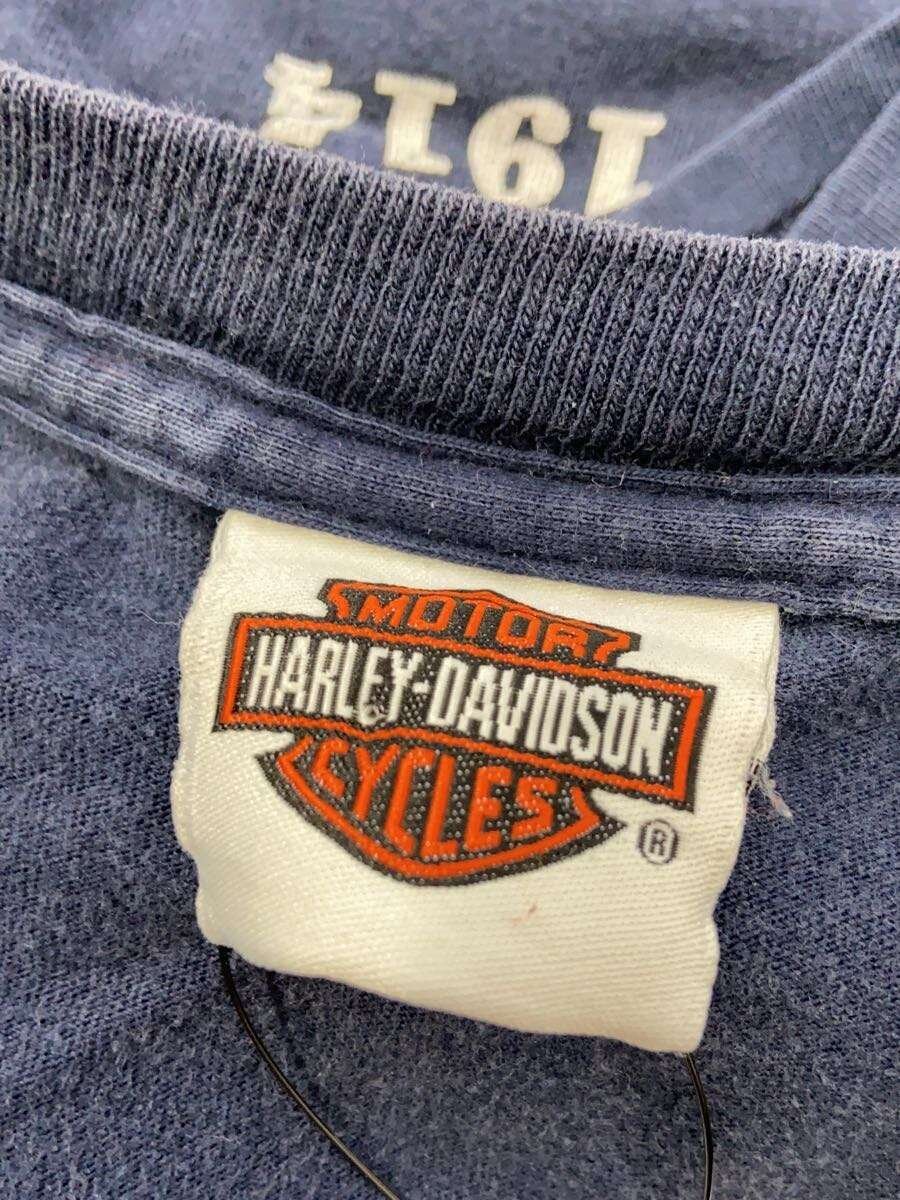 1914
MOTOR
HARLEY-DAVIDSON
CYCLES
®